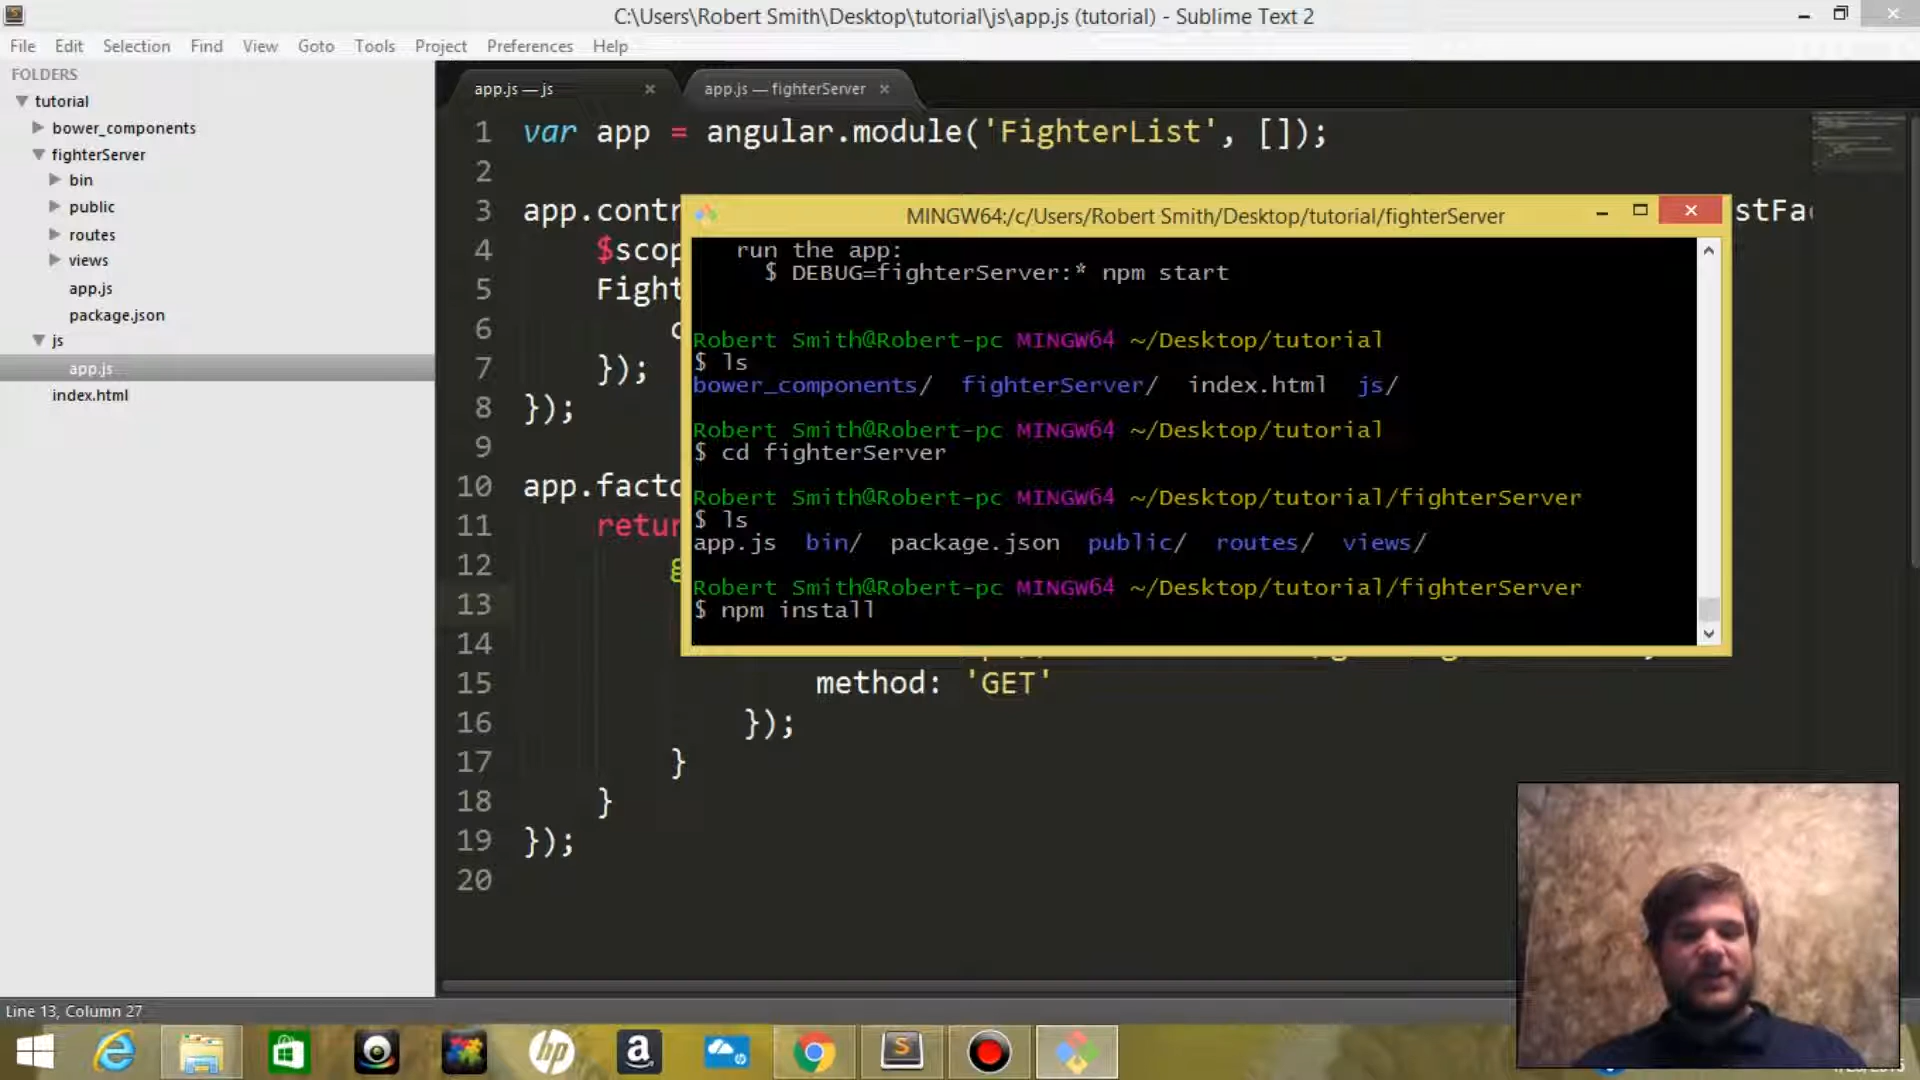 C:\Users\Robert Smith\Desktop\tutorial\js\app.js (tutorial) - Sublime Text 2
File Edit Selection Find View Goto Tools Project Preferences Help
FOLDERS
tutorial
bower_components
fighterServer
bin
public
routes
views
app.js
package.json
js
app.js
index.html
app.js — js × app.js — fighterServer ×
1 var app = angular.module('FighterList', []);
2
3 app.contr stFac
4 $scop
5 Fight
6
7 });
8 });
9
10 app.facto
11 retur
12
13
14
15 method: 'GET'
16 });
17 }
18 }
19 });
20
MINGW64:/c/Users/Robert Smith/Desktop/tutorial/fighterServer
run the app:
$ DEBUG=fighterServer:* npm start
Robert Smith@Robert-pc MINGW64 ~/Desktop/tutorial
$ ls
bower_components/ fighterServer/ index.html js/
Robert Smith@Robert-pc MINGW64 ~/Desktop/tutorial
$ cd fighterServer
Robert Smith@Robert-pc MINGW64 ~/Desktop/tutorial/fighterServer
$ ls
app.js bin/ package.json public/ routes/ views/
Robert Smith@Robert-pc MINGW64 ~/Desktop/tutorial/fighterServer
$ npm install
Line 13, Column 27
hp
a
S